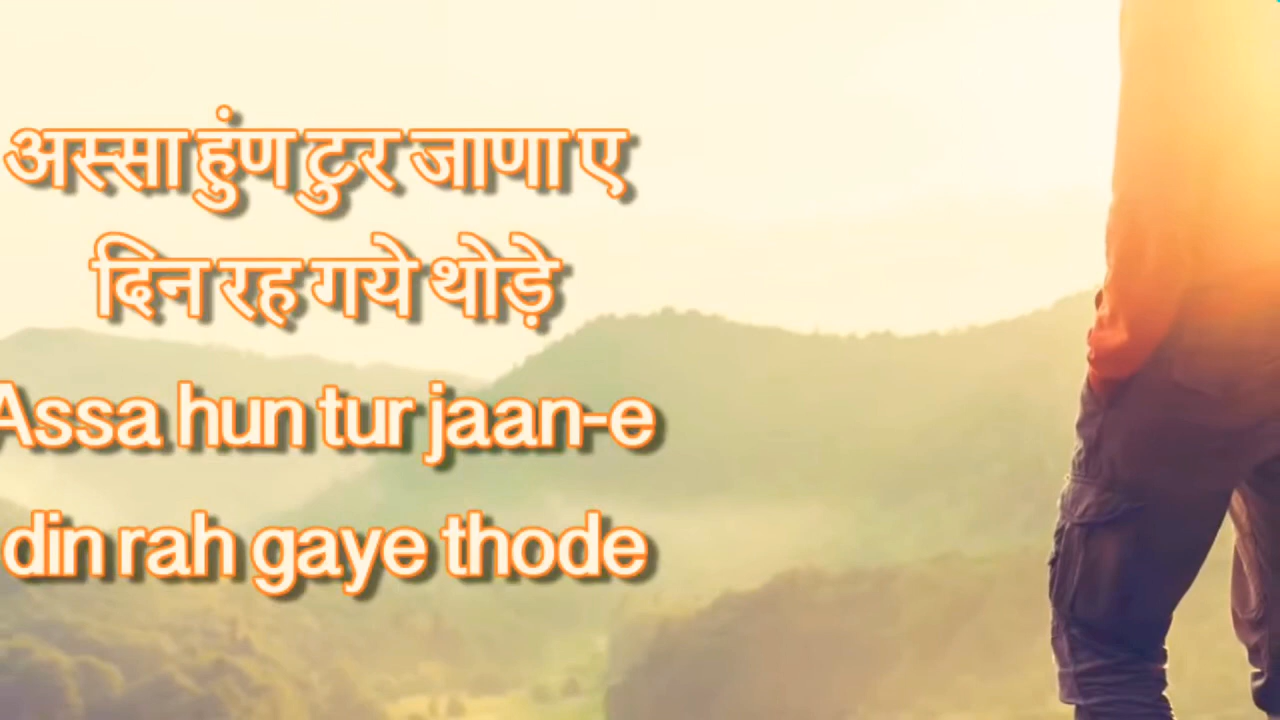 अस्सा हुंण टुर जाणा ए
दिन रह गये थोड़े
Assa hun tur jaan-e
din rah gaye thode